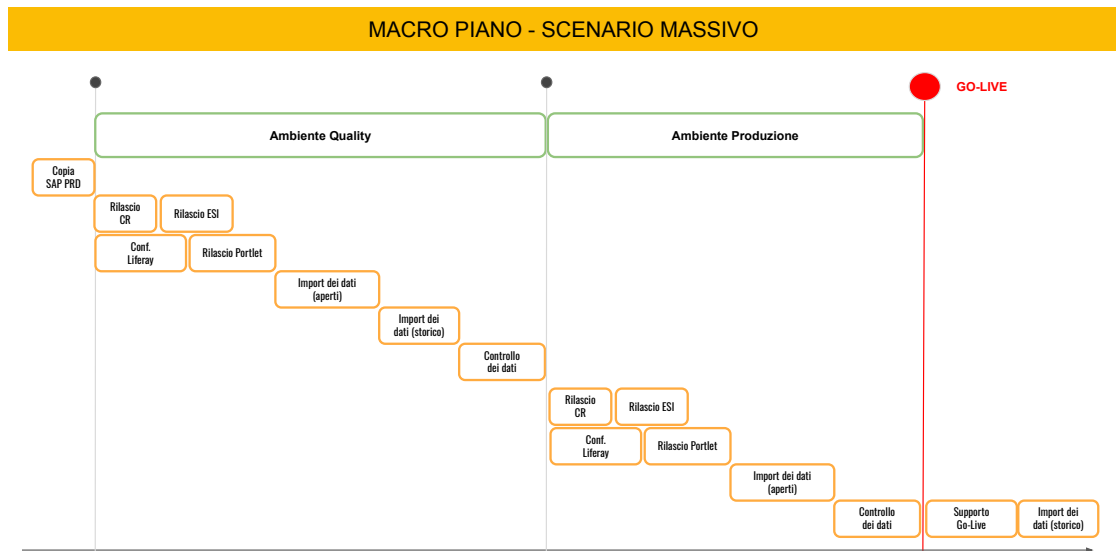 MACRO PIANO - SCENARIO MASSIVO
GO-LIVE
Ambiente Quality
Ambiente Produzione
Copia
SAP PRD
Rilascio
CR
Rilascio ESI
Conf.
Liferay
Rilascio Portlet
Import dei dati
(aperti)
Import dei
dati (storico)
Controllo
dei dati
Rilascio
CR
Rilascio ESI
Conf.
Liferay
Rilascio Portlet
Import dei dati
(aperti)
Controllo
dei dati
Supporto
Go-Live
Import dei
dati (storico)